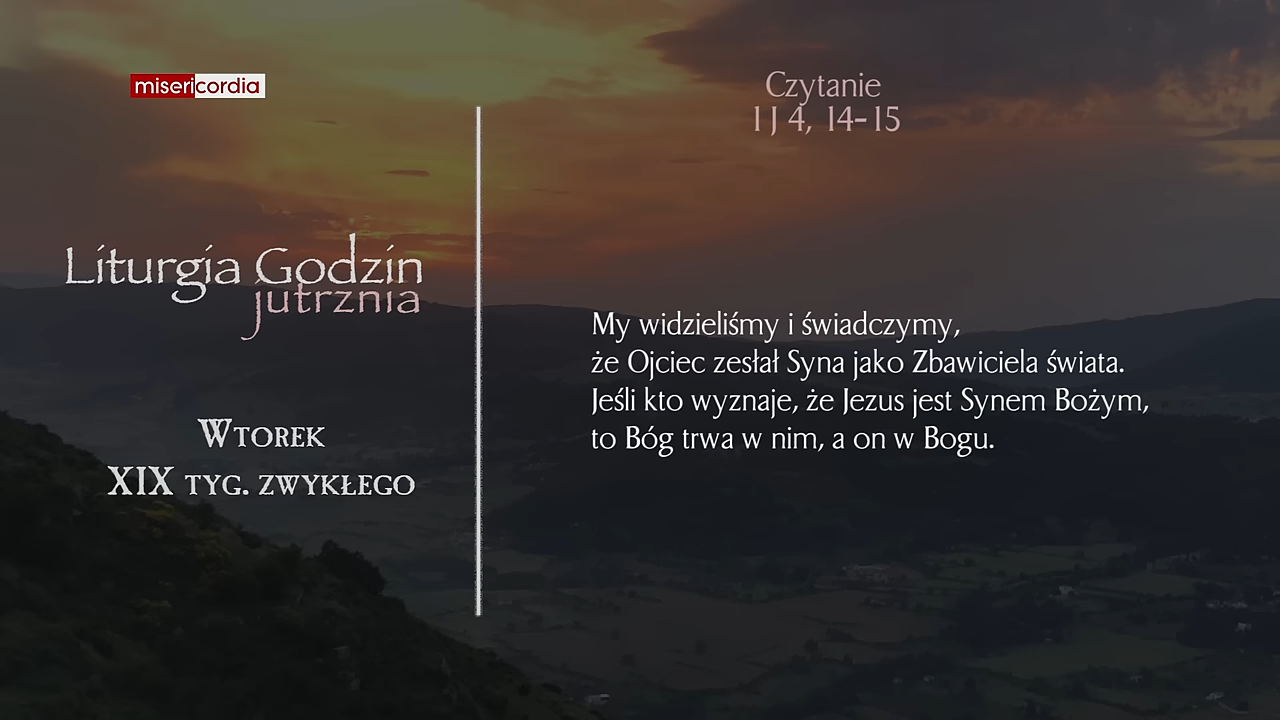 misericordia
Liturgia Godzin
jutrznia
Wtorek
XIX tyg. zwykłego
Czytanie
1 J 4, 14-15
My widzieliśmy i świadczymy,
że Ojciec zesłał Syna jako Zbawiciela świata.
Jeśli kto wyznaje, że Jezus jest Synem Bożym,
to Bóg trwa w nim, a on w Bogu.